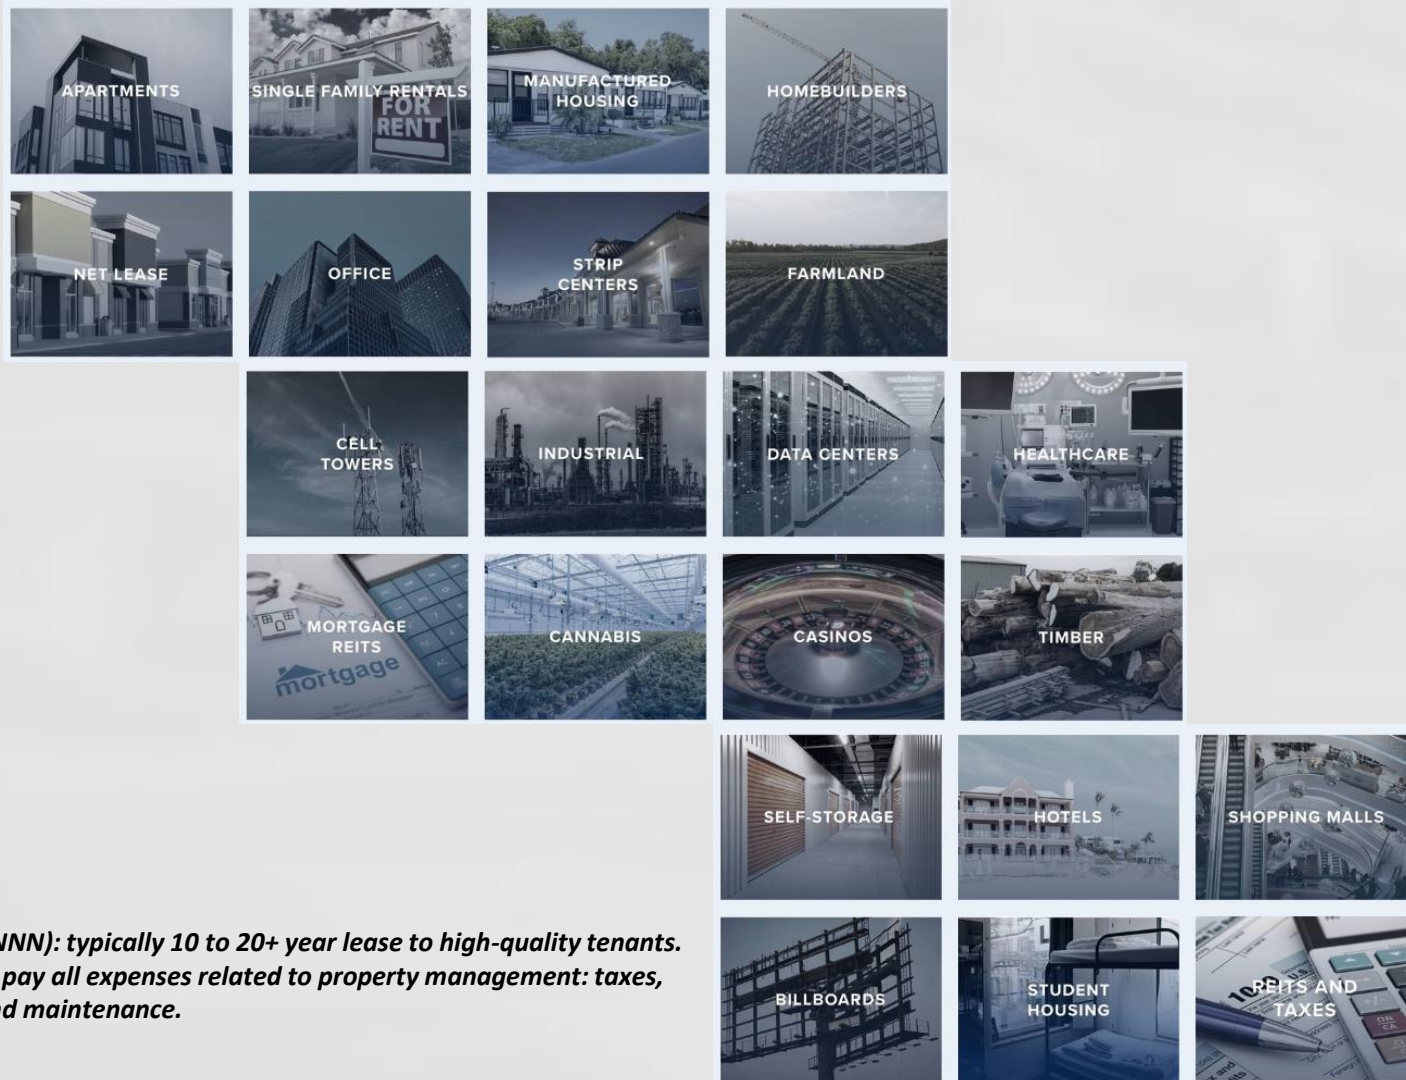 APARTMENTS
SINGLE FAMILY RENTALS
FOR
RENT
MANUFACTURED
HOUSING
HOMEBUILDERS
NET LEASE
OFFICE
STRIP
CENTERS
FARMLAND
CELL
TOWERS
INDUSTRIAL
DATA CENTERS
HEALTHCARE
MORTGAGE
REITS
mortgage
CANNABIS
CASINOS
TIMBER
SELF-STORAGE
HOTELS
SHOPPING MALLS
NNN): typically 10 to 20+ year lease to high-quality tenants.
pay all expenses related to property management: taxes,
maintenance.
BILLBOARDS
STUDENT
HOUSING
REITS AND
TAXES
ON
CA